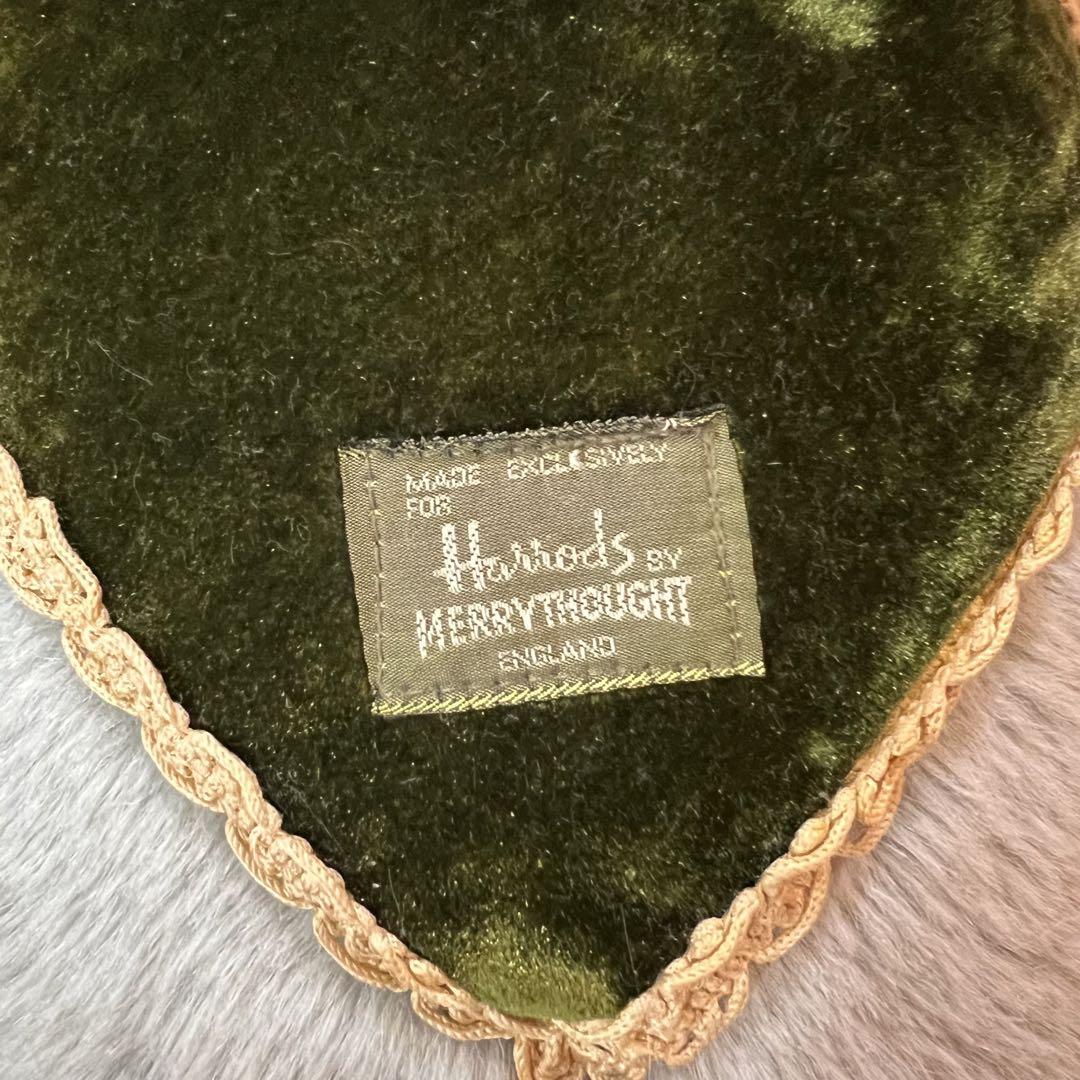 MADE EXCLUSIVELY
FOR
Harrods BY
MERRYTHOUGHT
ENGLAND